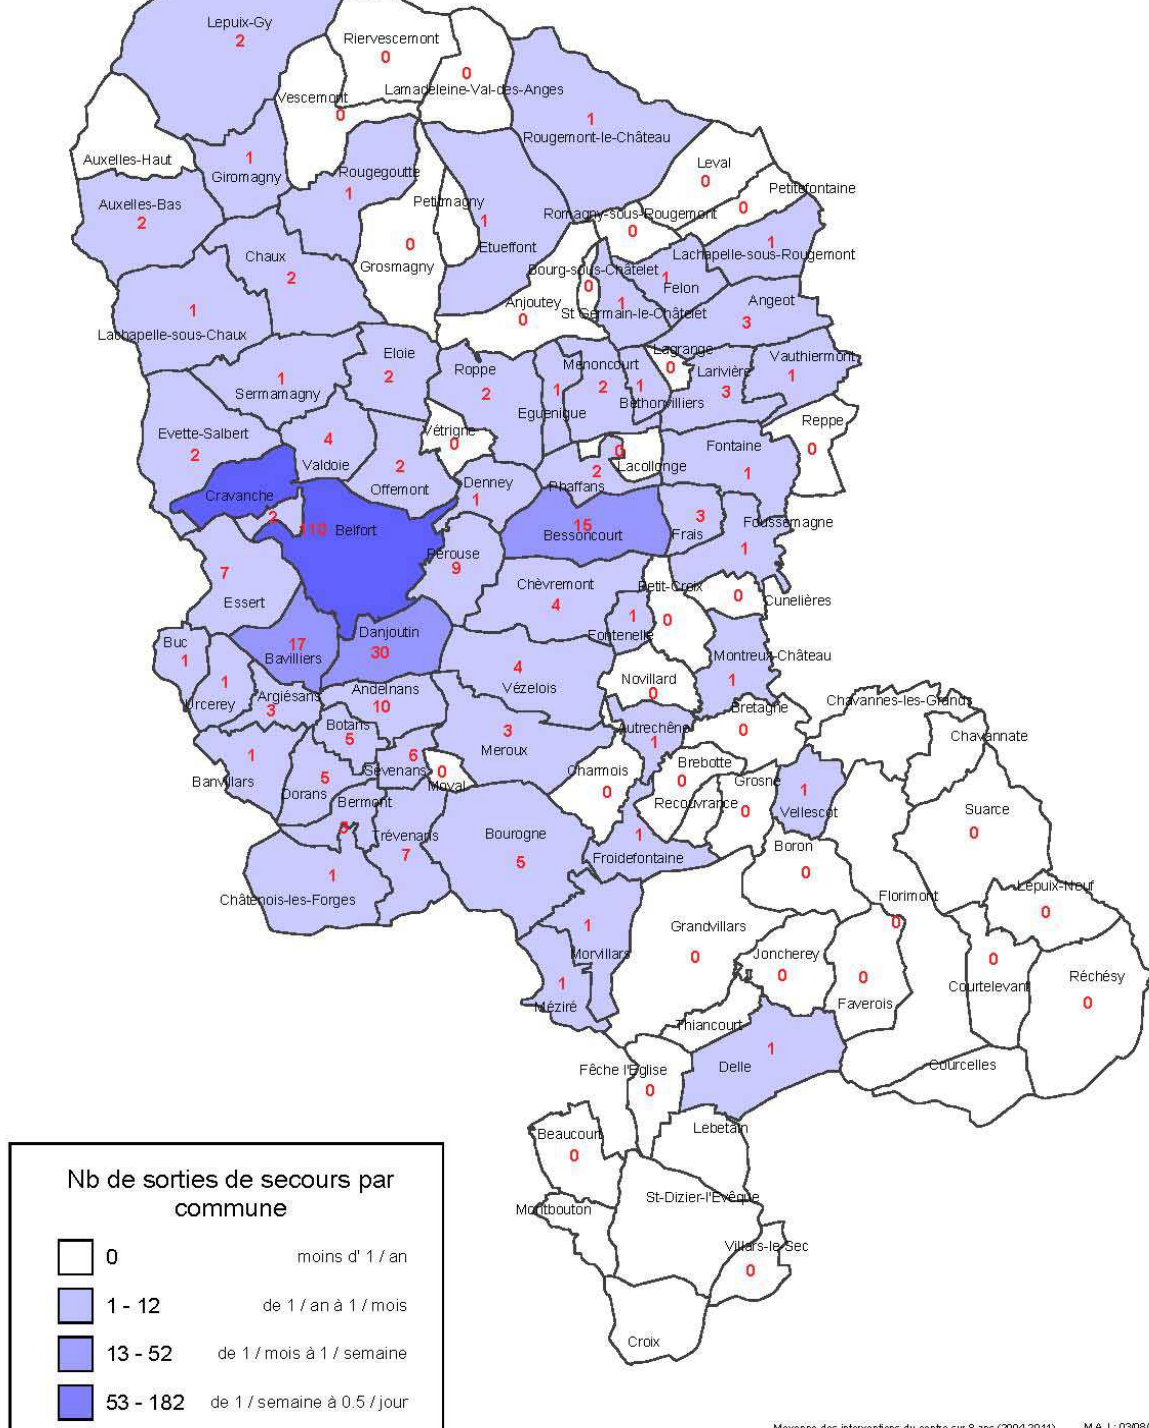 Lepuix-Gy
2
Riervescemont
0
0
Lamadeleine-Val-des-Anges
Vescemont
0
1
Rougemont-le-Château
Auxelles-Haut
1
Giromagny
Rougegoutte
1
Leval
0
Petitefontaine
0
Auxelles-Bas
2
Petitmagny
1
Etueffont
Romagny-sous-Rougemont
0
1
Lachapelle-sous-Rougemont
0
Grosmagny
Chaux
2
Bourg-sous-Châtelet
0
1
Felon
Anjoutey
0
1
St Germain-le-Châtelet
Angeot
3
1
Lachapelle-sous-Chaux
Eloie
2
Roppe
2
1
Eguenigue
Menoncourt
2
1
Bethonvilliers
Lagrange
0
Larivière
3
Vauthiermont
1
1
Sermamagny
Reppe
0
Evette-Salbert
2
4
Valdoie
2
Offemont
Vétrigne
0
0
Lacollonge
2
Phaffans
Fontaine
1
Cravanche
2
110
Belfort
Denney
1
15
Bessoncourt
3
Frais
Foussemagne
1
Pérouse
9
7
Essert
Chèvremont
4
Petit-Croix
0
0
Cunelières
1
Fontenelle
Buc
1
17
Bavilliers
Danjoutin
30
4
Vézelois
Montreux-Château
1
Novillard
0
1
Urcerey
Argiésans
3
Andelnans
10
Botans
5
3
Meroux
Autrechêne
1
Bretagne
0
Chavannes-les-Grands
Chavannate
1
Banvillars
5
Dorans
6
Sévenans
0
Moval
Charmois
0
Brebotte
0
Recouvrance
Grosne
0
1
Vellescot
Suarce
0
Bermont
Trévenans
7
Bourogne
5
1
Froidefontaine
Boron
0
1
Châtenois-les-Forges
Florimont
0
Lepuix-Neuf
0
1
Morvillars
Grandvillars
0
Joncherey
0
0
Faverois
0
Courtelevant
Réchésy
0
1
Méziré
Thiancourt
1
Delle
Courcelles
Fêche l'Eglise
0
Beaucourt
0
Lebetain
Montbouton
St-Dizier-l'Evêque
Villars-le-Sec
0
Croix
Nb de sorties de secours par
commune
0 moins d' 1 / an
1 - 12 de 1 / an à 1 / mois
13 - 52 de 1 / mois à 1 / semaine
53 - 182 de 1 / semaine à 0.5 / jour